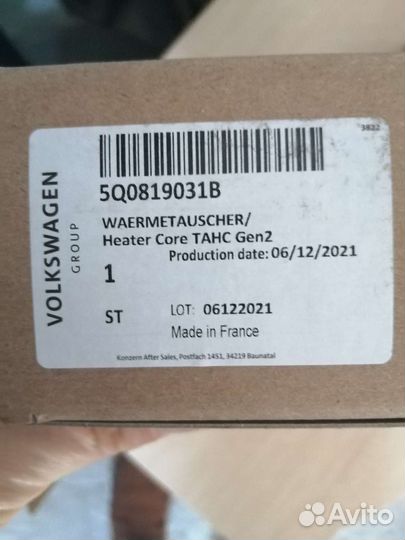 3822
VOLKSWAGEN
GROUP
5Q0819031B
WAERMETAUSCHER/
Heater Core TAHC Gen2
Production date: 06/12/2021
1
ST
LOT: 06122021
Made in France
Konzern After Sales, Postfach 1451, 34219 Baunatal
Avito